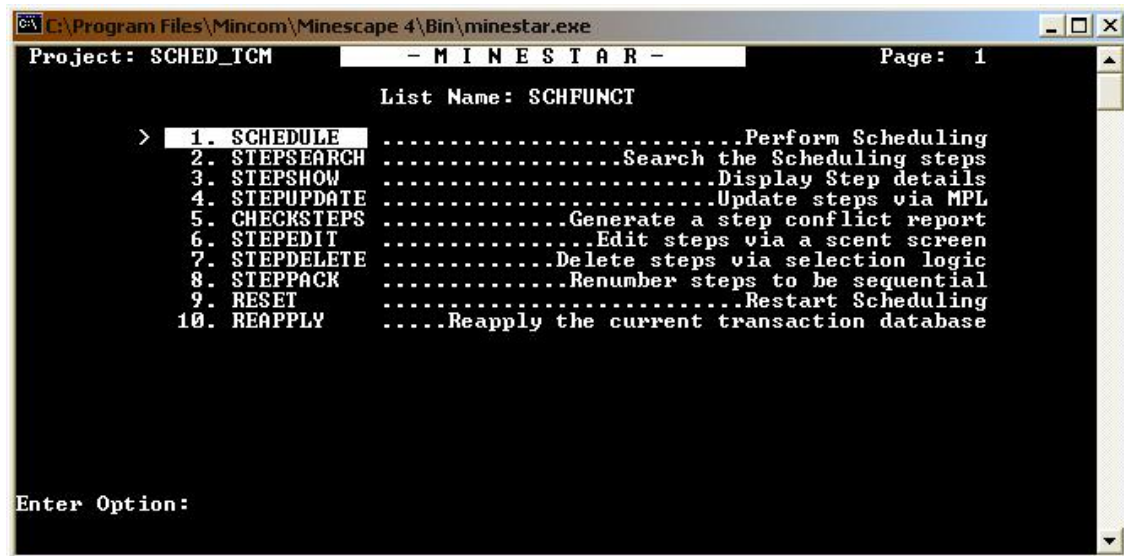 C:\Program Files\Mincom\Minescape 4\Bin\minestar.exe
Project: SCHED_TCM - M I N E S T A R - Page: 1
List Name: SCHFUNCT
> 1. SCHEDULE ............................Perform Scheduling
2. STEPSEARCH ..................Search the Scheduling steps
3. STEPSHOW .........................Display Step details
4. STEPUPDATE .........................Update steps via MPL
5. CHECKSTEPS ..............Generate a step conflict report
6. STEPEDIT ................Edit steps via a scent screen
7. STEPDELETE .............Delete steps via selection logic
8. STEPPACK ..............Renumber steps to be sequential
9. RESET ............................Restart Scheduling
10. REAPPLY .....Reapply the current transaction database
Enter Option: